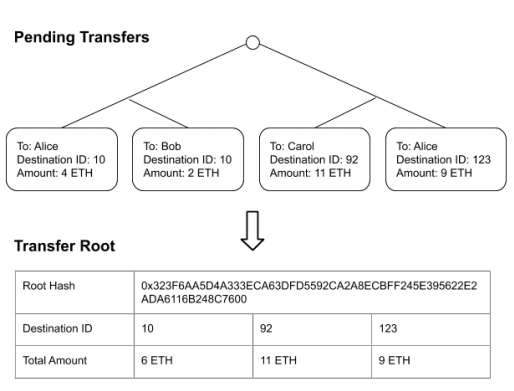 Pending Transfers
To: Alice
Destination ID: 10
Amount: 4 ETH
To: Bob
Destination ID: 10
Amount: 2 ETH
To: Carol
Destination ID: 92
Amount: 11 ETH
To: Alice
Destination ID: 123
Amount: 9 ETH
Transfer Root
Root Hash
0x323F6AA5D4A333ECA63DFD5592CA2A8ECBFF245E395622E2
ADA6116B248C7600
Destination ID 10 92 123
Total Amount 6 ETH 11 ETH 9 ETH